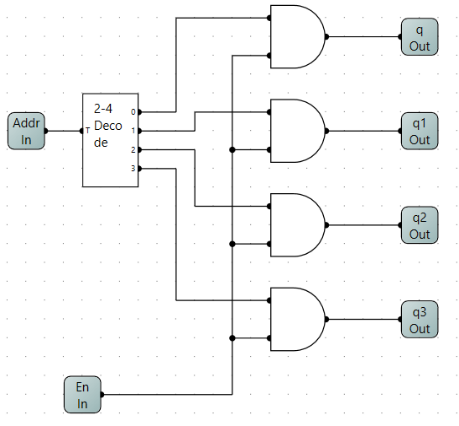 q
Out
Addr
In
2-4
Deco
de
T
0
1
2
3
q1
Out
q2
Out
q3
Out
En
In